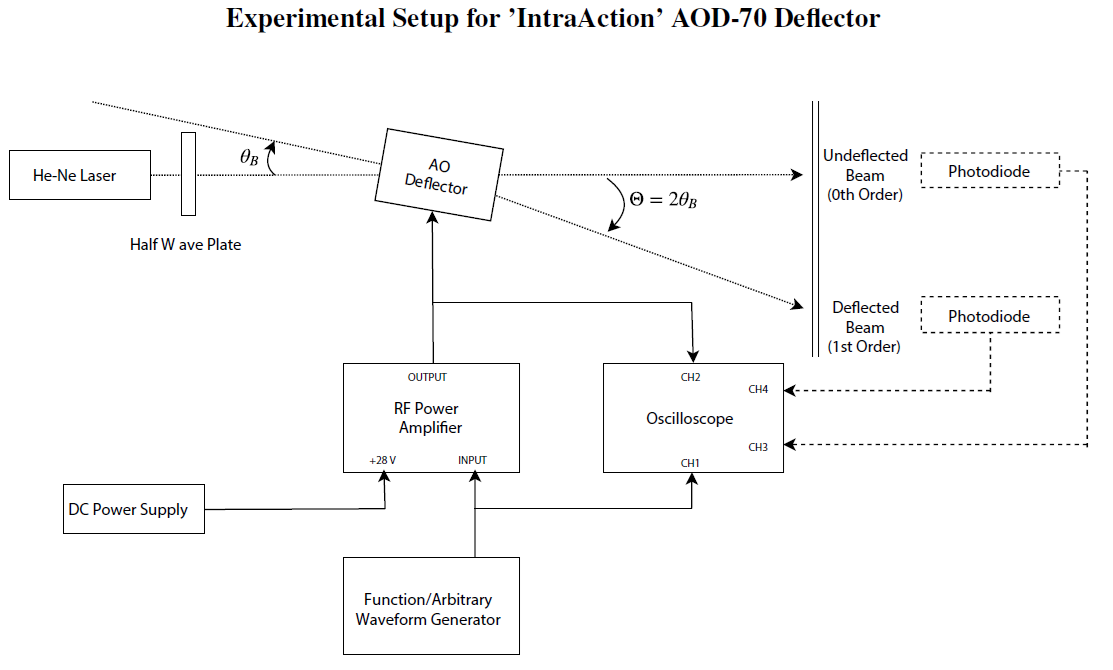 Experimental Setup for ’IntraAction’ AOD-70 Deflector
He-Ne Laser
θB
Half W ave Plate
AO
Deflector
Θ = 2θB
Undeflected
Beam
(0th Order)
Photodiode
Deflected
Beam
(1st Order)
Photodiode
OUTPUT
RF Power
Amplifier
+28 V
INPUT
CH2
CH4
Oscilloscope
CH3
CH1
DC Power Supply
Function/Arbitrary
Waveform Generator